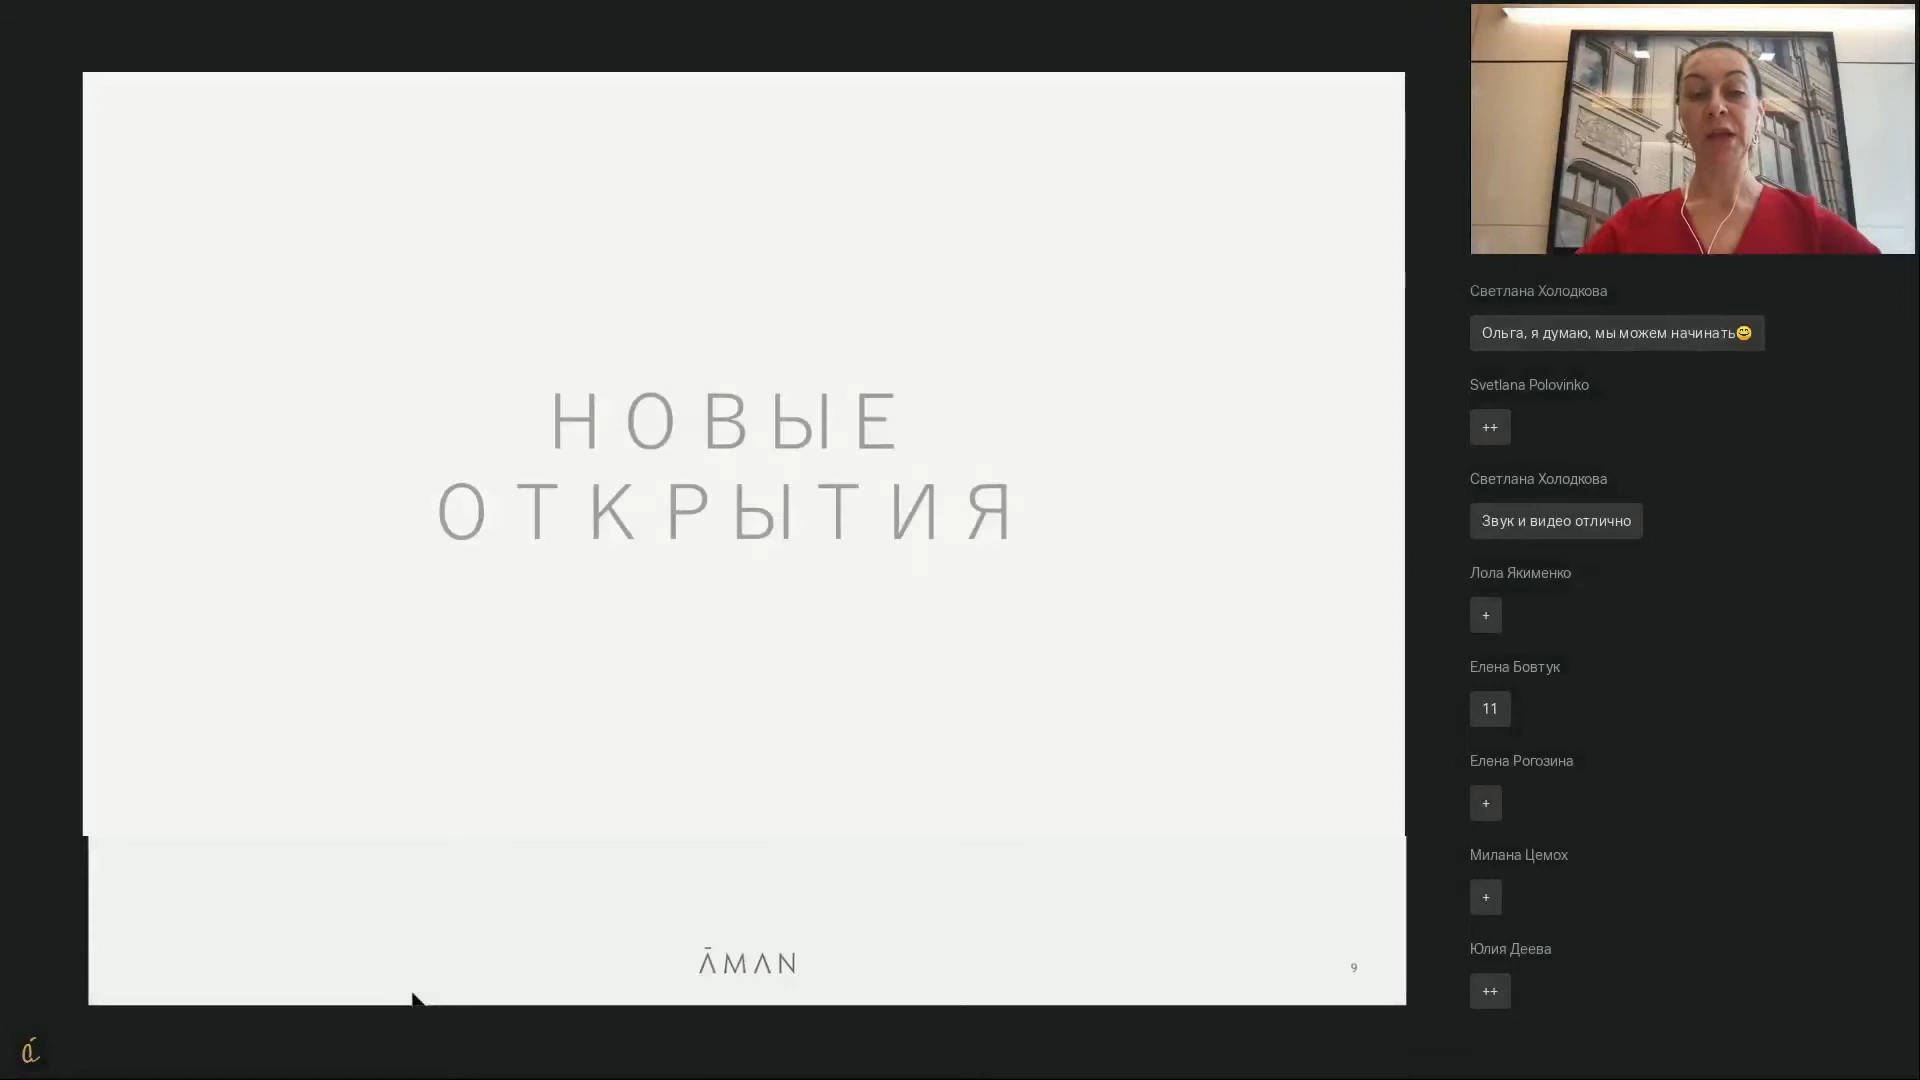 НОВЫЕ
ОТКРЫТИЯ
ĀMAN
9
Светлана Холодкова
Ольга, я думаю, мы можем начинать😊
Svetlana Polovinko
++
Светлана Холодкова
Звук и видео отлично
Лола Якименко
+
Елена Бовтук
11
Елена Рогозина
+
Милана Цемох
+
Юлия Деева
++
á